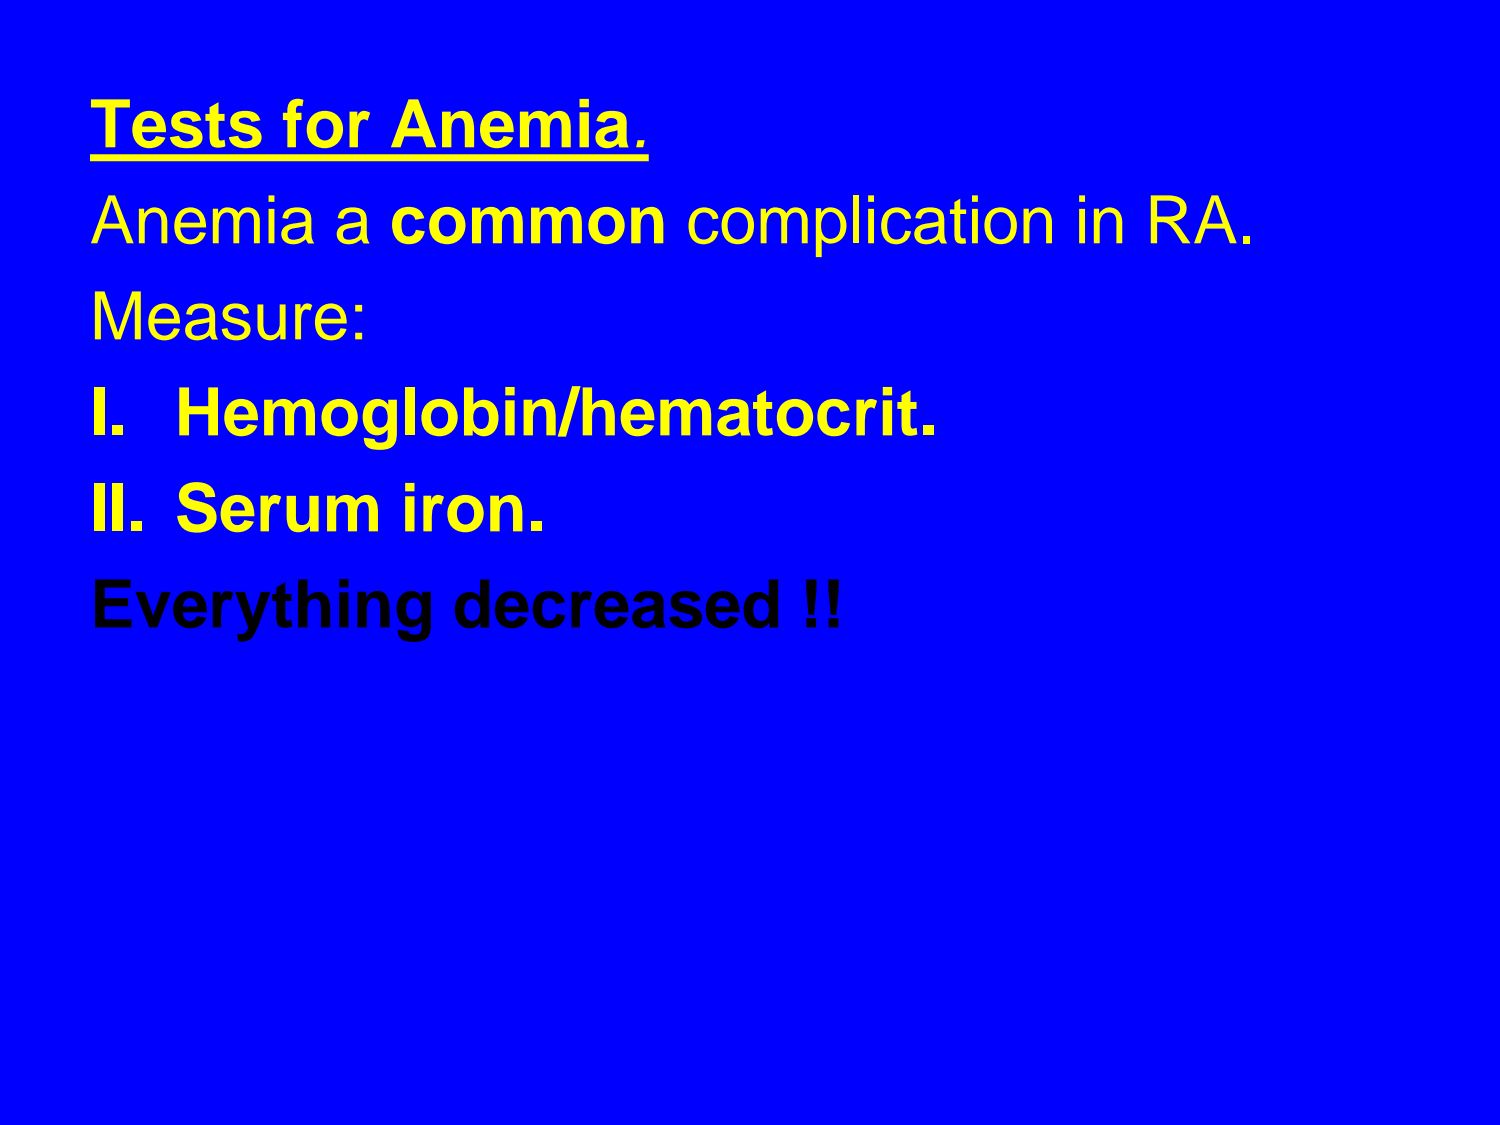 Tests for Anemia.
Anemia a common complication in RA.
Measure:
I. Hemoglobin/hematocrit.
II. Serum iron.
Everything decreased !!